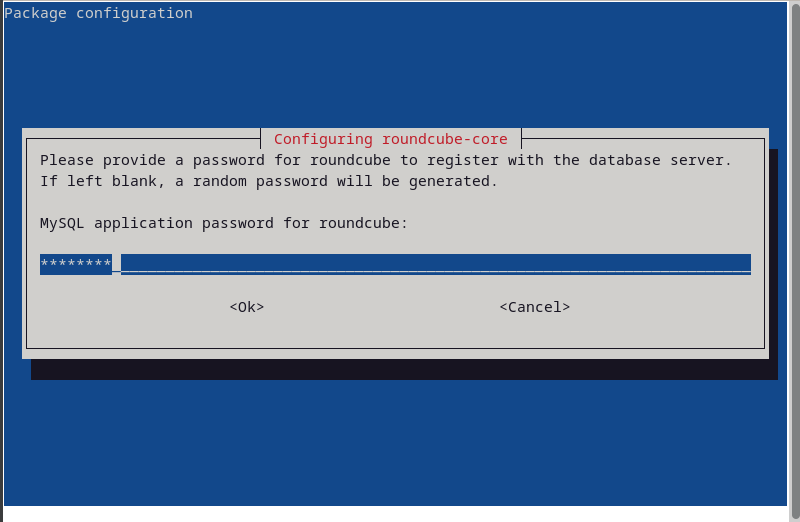 Package configuration
Configuring roundcube-core
Please provide a password for roundcube to register with the database server.
If left blank, a random password will be generated.
MySQL application password for roundcube:
********
<Ok> <Cancel>